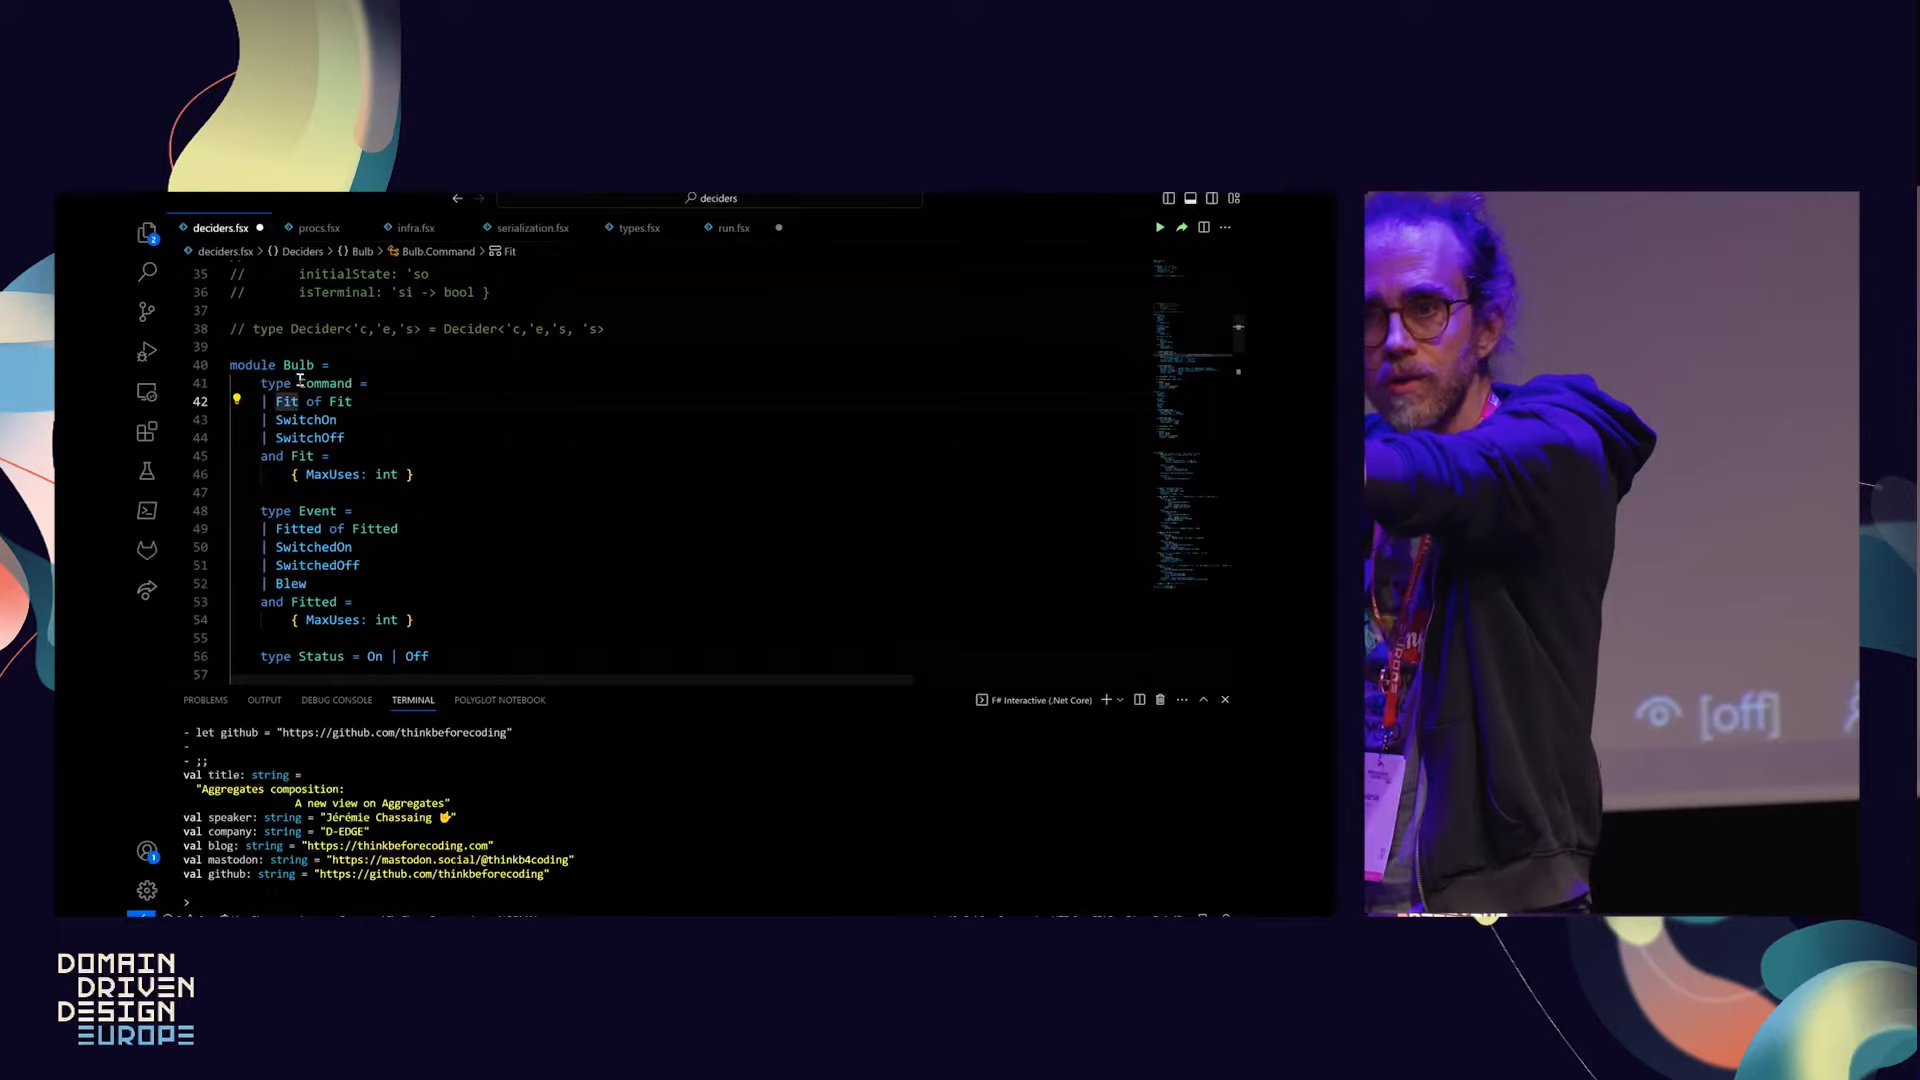 deciders
deciders.fsx
procs.fsx
infra.fsx
serialization.fsx
types.fsx
run.fsx
deciders.fsx > {} Deciders > {} Bulb > Bulb.Command > Fit
35 //       initialState: 'so
36 //       isTerminal: 'si -> bool }
37
38 // type Decider<'c,'e,'s> = Decider<'c,'e,'s, 's>
39
40 module Bulb =
41     type Command =
42     | Fit of Fit
43     | SwitchOn
44     | SwitchOff
45     and Fit =
46         { MaxUses: int }
47
48     type Event =
49     | Fitted of Fitted
50     | SwitchedOn
51     | SwitchedOff
52     | Blew
53     and Fitted =
54         { MaxUses: int }
55
56     type Status = On | Off
57
PROBLEMS OUTPUT DEBUG CONSOLE TERMINAL POLYGLOT NOTEBOOK
F# Interactive (.Net Core)
- let github = "https://github.com/thinkbeforecoding"
-
- ;;
val title: string =
"Aggregates composition:
A new view on Aggregates"
val speaker: string = "Jérémie Chassaing 🤟"
val company: string = "D-EDGE"
val blog: string = "https://thinkbeforecoding.com"
val mastodon: string = "https://mastodon.social/@thinkb4coding"
val github: string = "https://github.com/thinkbeforecoding"
>
2
1
[off]
DOMAIN
DRIVEN
DESIGN
EUROPE